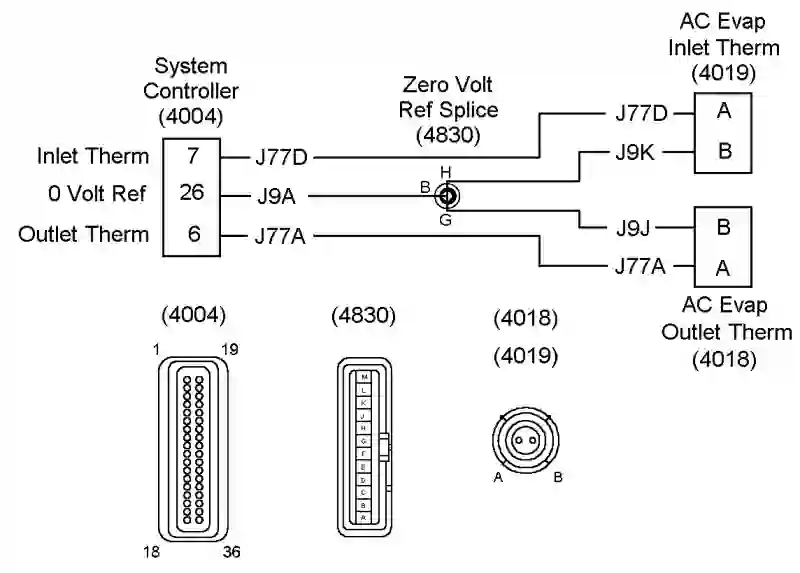 AC Evap
Inlet Therm
(4019)
System
Controller
(4004)
Zero Volt
Ref Splice
(4830)
J77D
A
Inlet Therm
7
J77D
J9K
B
0 Volt Ref
26
J9A
B
H
G
Outlet Therm
6
J77A
J9J
B
J77A
A
AC Evap
Outlet Therm
(4018)
(4004)
(4830)
(4018)
(4019)
1
19
18
36
M
L
K
J
H
G
F
E
D
C
B
A
A
B